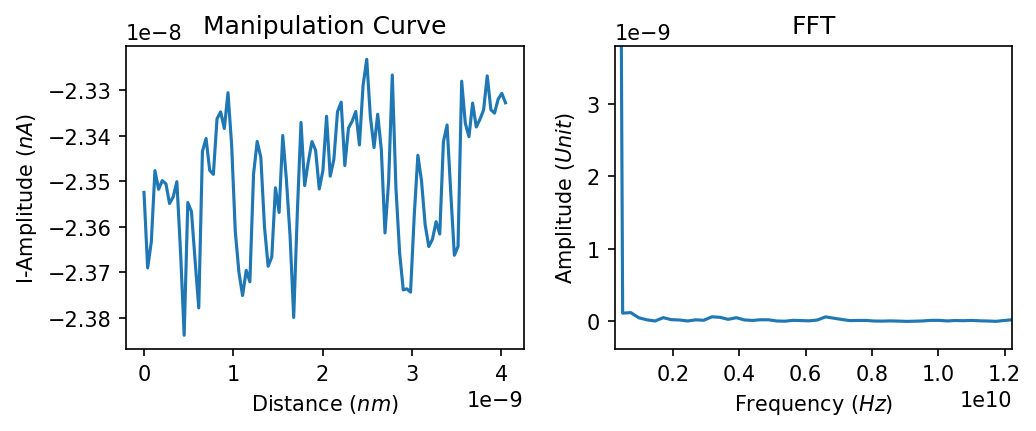 Manipulation Curve
1e−8
−2.33
−2.34
−2.35
−2.36
−2.37
−2.38
I-Amplitude (nA)
0
1
2
3
4
Distance (nm)
1e−9
FFT
1e−9
3
2
1
0
Amplitude (Unit)
0.2
0.4
0.6
0.8
1.0
1.2
Frequency (Hz)
1e10